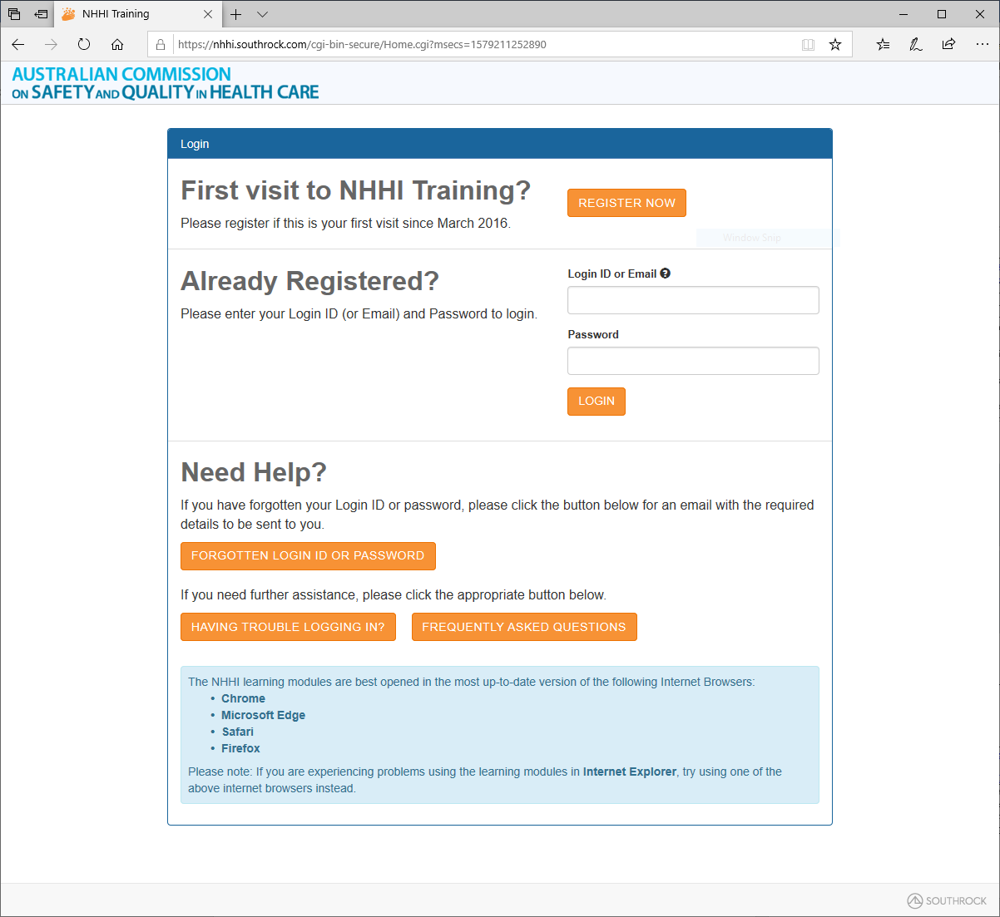 NHHI Training
https://nhhi.southrock.com/cgi-bin-secure/Home.cgi?msecs=1579211252890
AUSTRALIAN COMMISSION
ON SAFETY AND QUALITY IN HEALTH CARE
Login
First visit to NHHI Training?
REGISTER NOW
Please register if this is your first visit since March 2016.
Window Snip
Already Registered?
Please enter your Login ID (or Email) and Password to login.
Login ID or Email ?
Password
LOGIN
Need Help?
If you have forgotten your Login ID or password, please click the button below for an email with the required
details to be sent to you.
FORGOTTEN LOGIN ID OR PASSWORD
If you need further assistance, please click the appropriate button below.
HAVING TROUBLE LOGGING IN?
FREQUENTLY ASKED QUESTIONS
The NHHI learning modules are best opened in the most up-to-date version of the following Internet Browsers:
• Chrome
• Microsoft Edge
• Safari
• Firefox
Please note: If you are experiencing problems using the learning modules in Internet Explorer, try using one of the
above internet browsers instead.
SOUTHROCK